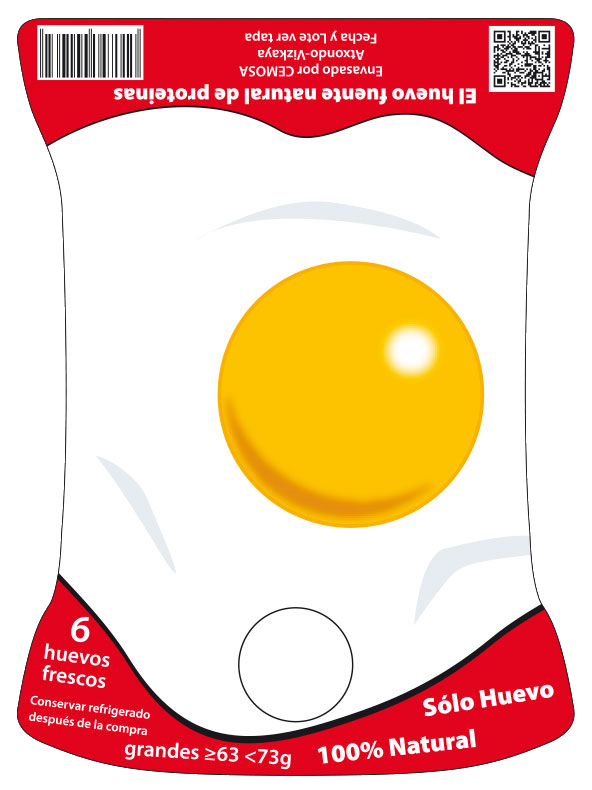 El huevo fuente natural de proteinas
Envasado por CEMOSA
Atxondo-Vizkaya
Fecha y Lote ver tapa
6
huevos
frescos
Conservar refrigerado
después de la compra
grandes ≥63 <73g
100% Natural
Sólo Huevo